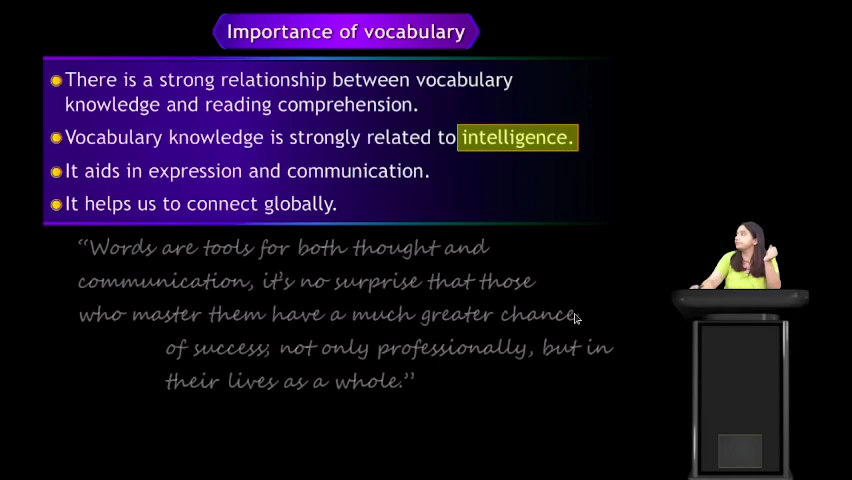 Importance of vocabulary
There is a strong relationship between vocabulary
knowledge and reading comprehension.
Vocabulary knowledge is strongly related to intelligence.
It aids in expression and communication.
It helps us to connect globally.
“Words are tools for both thought and
communication, it's no surprise that those
who master them have a much greater chance
of success; not only professionally, but in
their lives as a whole.”